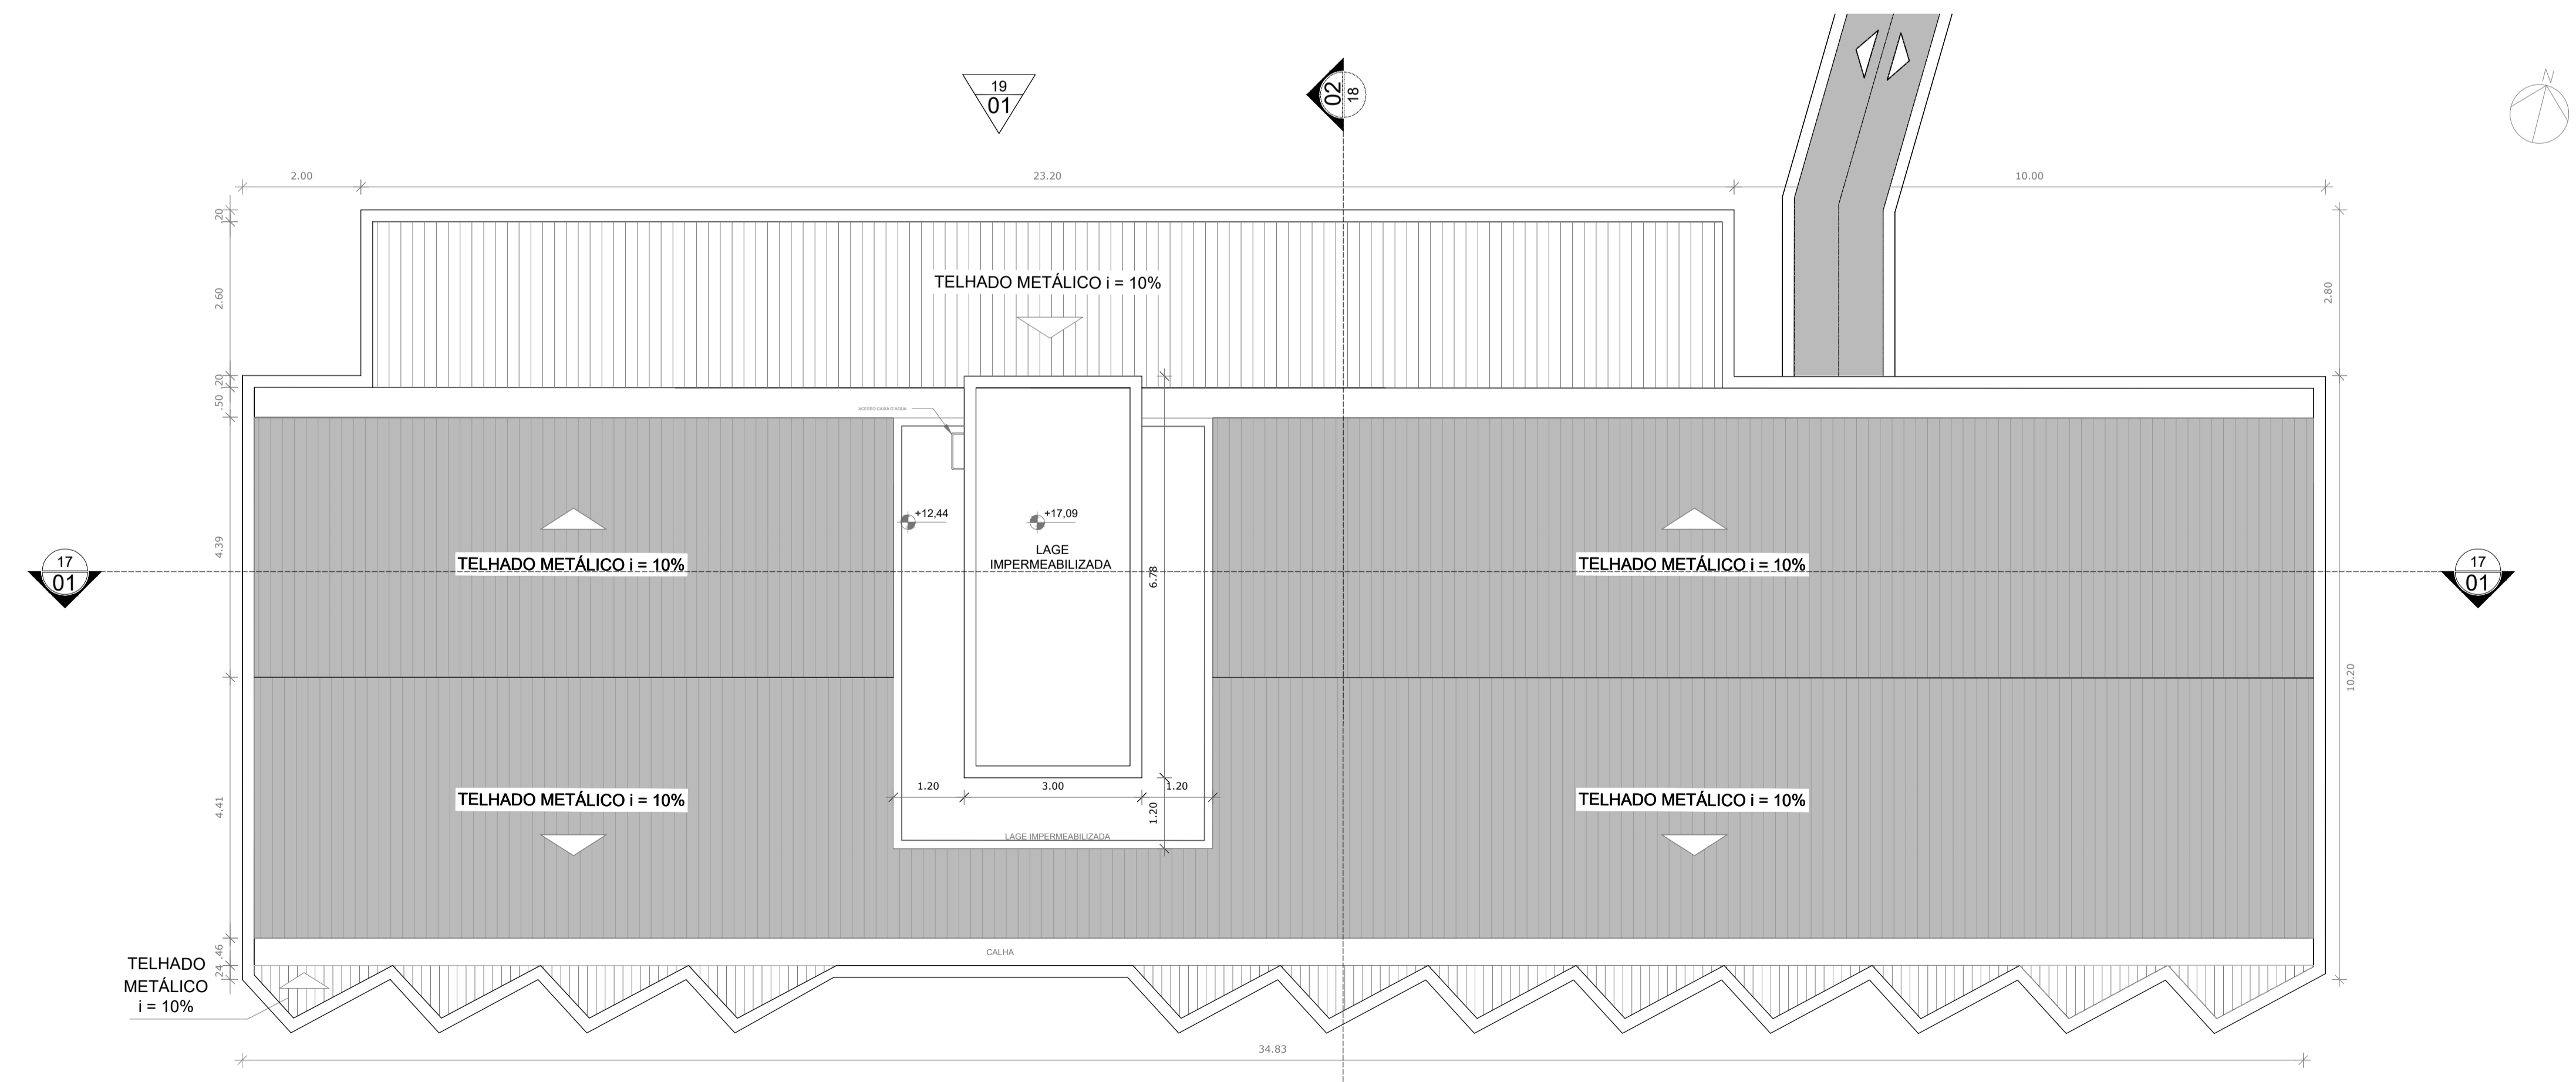 N
19
01
02
18
2.00
23.20
10.00
.20
2.60
2.80
TELHADO METÁLICO i = 10%
.20
.50
ACESSO CAIXA D´AGUA
+12,44
+17,09
LAGE
IMPERMEABILIZADA
4.39
6.78
17
01
TELHADO METÁLICO i = 10%
TELHADO METÁLICO i = 10%
17
01
10.20
1.20
3.00
1.20
1.20
4.41
TELHADO METÁLICO i = 10%
TELHADO METÁLICO i = 10%
LAGE IMPERMEABILIZADA
.46
CALHA
.24
TELHADO
METÁLICO
i = 10%
34.83